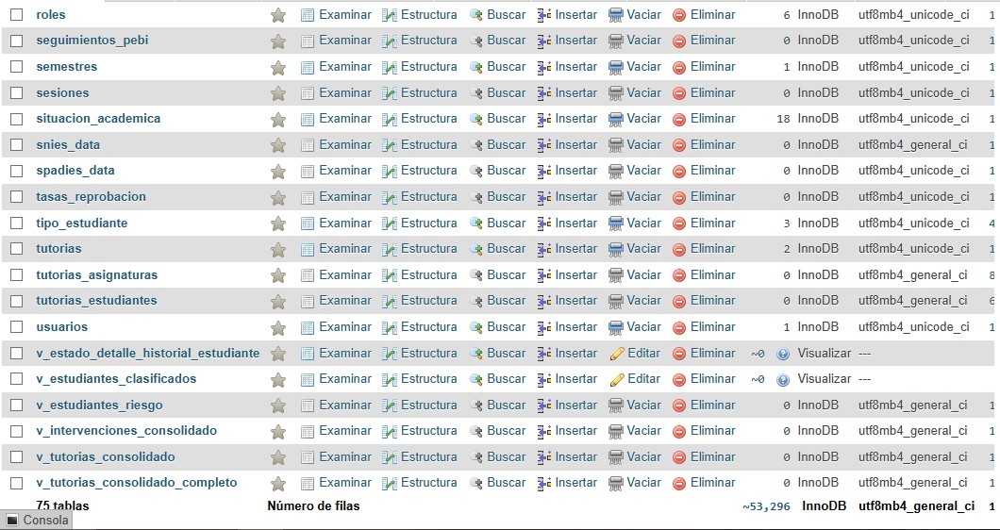 roles Examinar Estructura Buscar Insertar Vaciar Eliminar 6 InnoDB utf8mb4_unicode_ci 1
seguimientos_pebi Examinar Estructura Buscar Insertar Vaciar Eliminar 0 InnoDB utf8mb4_unicode_ci 1
semestres Examinar Estructura Buscar Insertar Vaciar Eliminar 1 InnoDB utf8mb4_unicode_ci 1
sesiones Examinar Estructura Buscar Insertar Vaciar Eliminar 0 InnoDB utf8mb4_unicode_ci 1
situacion_academica Examinar Estructura Buscar Insertar Vaciar Eliminar 18 InnoDB utf8mb4_unicode_ci 1
snies_data Examinar Estructura Buscar Insertar Vaciar Eliminar 0 InnoDB utf8mb4_general_ci 1
spadies_data Examinar Estructura Buscar Insertar Vaciar Eliminar 0 InnoDB utf8mb4_unicode_ci 1
tasas_reprobacion Examinar Estructura Buscar Insertar Vaciar Eliminar 0 InnoDB utf8mb4_unicode_ci 1
tipo_estudiante Examinar Estructura Buscar Insertar Vaciar Eliminar 3 InnoDB utf8mb4_unicode_ci 4
tutorias Examinar Estructura Buscar Insertar Vaciar Eliminar 2 InnoDB utf8mb4_unicode_ci 1
tutorias_asignaturas Examinar Estructura Buscar Insertar Vaciar Eliminar 0 InnoDB utf8mb4_general_ci 8
tutorias_estudiantes Examinar Estructura Buscar Insertar Vaciar Eliminar 0 InnoDB utf8mb4_general_ci 6
usuarios Examinar Estructura Buscar Insertar Vaciar Eliminar 1 InnoDB utf8mb4_unicode_ci 1
v_estado_detalle_historial_estudiante Examinar Estructura Buscar Insertar Editar Eliminar ~0 Visualizar ---
v_estudiantes_clasificados Examinar Estructura Buscar Insertar Editar Eliminar ~0 Visualizar ---
v_estudiantes_riesgo Examinar Estructura Buscar Insertar Vaciar Eliminar 0 InnoDB utf8mb4_general_ci 1
v_intervenciones_consolidado Examinar Estructura Buscar Insertar Vaciar Eliminar 0 InnoDB utf8mb4_general_ci 1
v_tutorias_consolidado Examinar Estructura Buscar Insertar Vaciar Eliminar 0 InnoDB utf8mb4_general_ci 1
v_tutorias_consolidado_completo Examinar Estructura Buscar Insertar Vaciar Eliminar 0 InnoDB utf8mb4_general_ci 1
75 tablas Número de filas ~53,296 InnoDB utf8mb4_general_ci 1
Consola